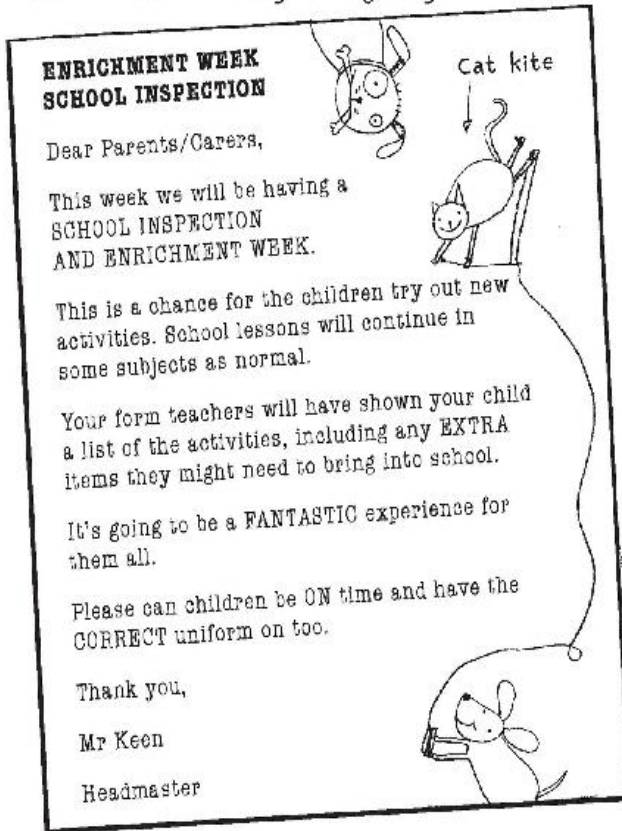 ENRICHMENT WEEK
SCHOOL INSPECTION
Cat kite
Dear Parents/Carers,
This week we will be having a
SCHOOL INSPECTION
AND ENRICHMENT WEEK.
This is a chance for the children try out new
activities. School lessons will continue in
some subjects as normal.
Your form teachers will have shown your child
a list of the activities, including any EXTRA
items they might need to bring into school.
It's going to be a FANTASTIC experience for
them all.
Please can children be ON time and have the
CORRECT uniform on too.
Thank you,
Mr Keen
Headmaster